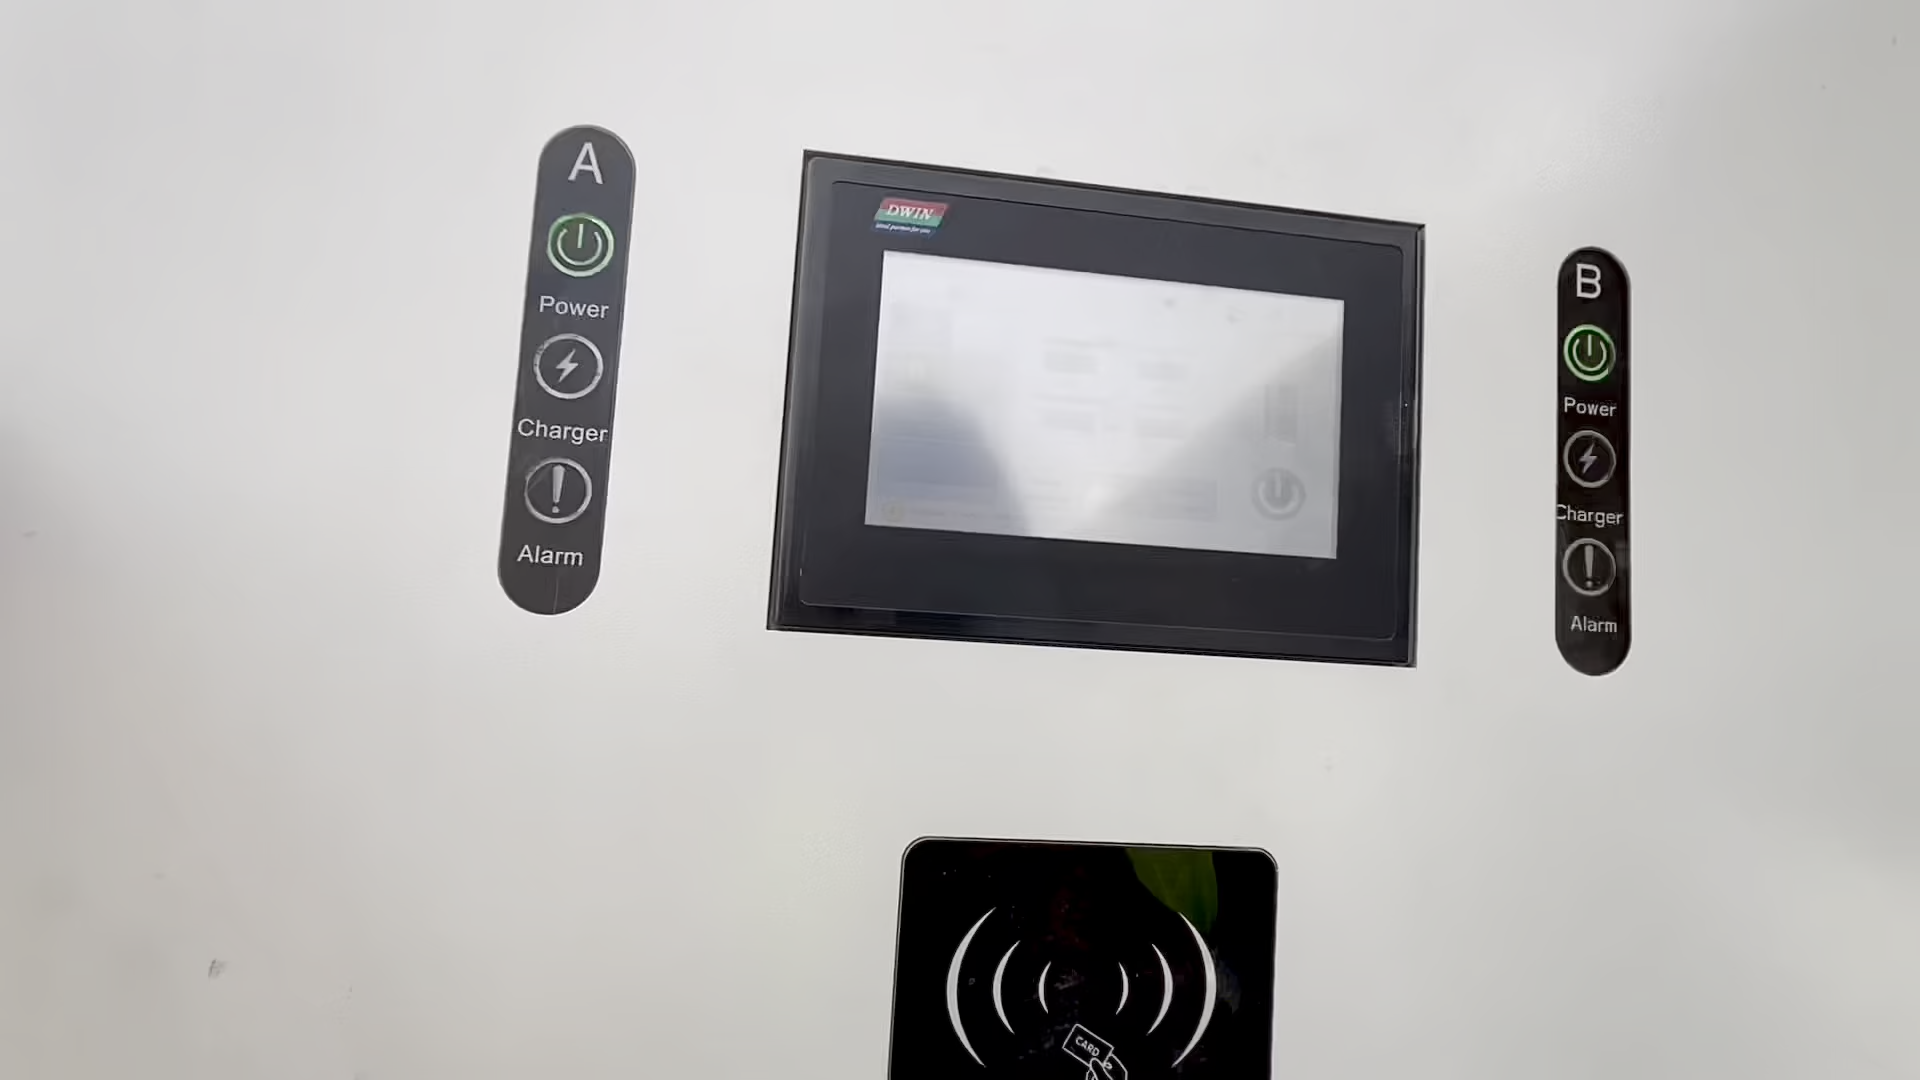 A
Power
Charger
Alarm
DWIN
B
Power
Charger
Alarm
CARD